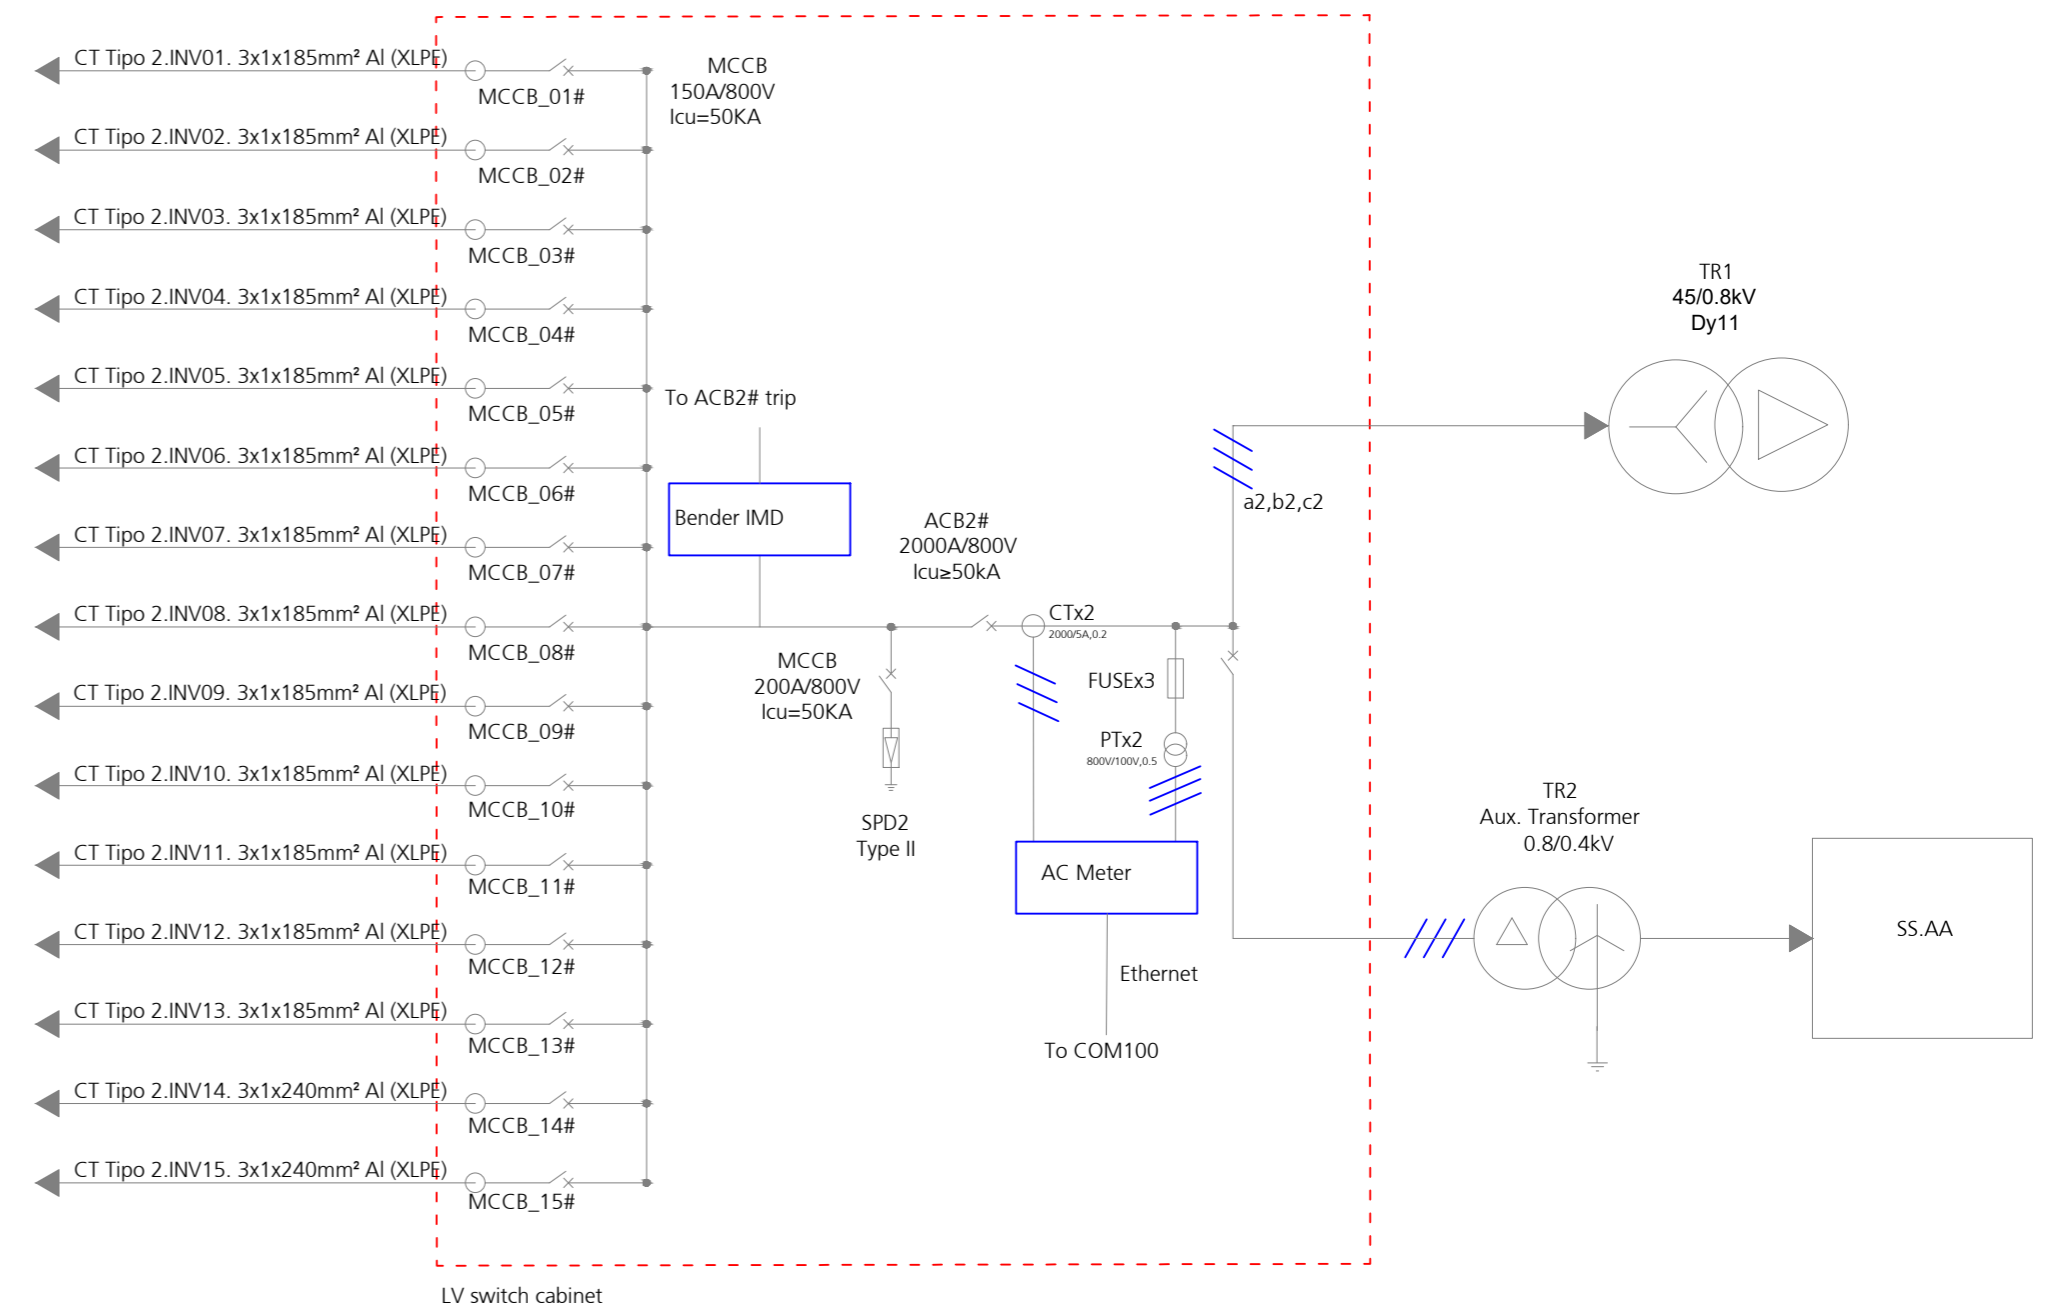 CT Tipo 2.INV01. 3x1x185mm² Al (XLPE)
MCCB_01#
MCCB
150A/800V
Icu=50KA
CT Tipo 2.INV02. 3x1x185mm² Al (XLPE)
MCCB_02#
CT Tipo 2.INV03. 3x1x185mm² Al (XLPE)
MCCB_03#
CT Tipo 2.INV04. 3x1x185mm² Al (XLPE)
MCCB_04#
CT Tipo 2.INV05. 3x1x185mm² Al (XLPE)
MCCB_05#
CT Tipo 2.INV06. 3x1x185mm² Al (XLPE)
MCCB_06#
CT Tipo 2.INV07. 3x1x185mm² Al (XLPE)
MCCB_07#
CT Tipo 2.INV08. 3x1x185mm² Al (XLPE)
MCCB_08#
CT Tipo 2.INV09. 3x1x185mm² Al (XLPE)
MCCB_09#
CT Tipo 2.INV10. 3x1x185mm² Al (XLPE)
MCCB_10#
CT Tipo 2.INV11. 3x1x185mm² Al (XLPE)
MCCB_11#
CT Tipo 2.INV12. 3x1x185mm² Al (XLPE)
MCCB_12#
CT Tipo 2.INV13. 3x1x185mm² Al (XLPE)
MCCB_13#
CT Tipo 2.INV14. 3x1x240mm² Al (XLPE)
MCCB_14#
CT Tipo 2.INV15. 3x1x240mm² Al (XLPE)
MCCB_15#
To ACB2# trip
Bender IMD
ACB2#
2000A/800V
Icu≥50kA
MCCB
200A/800V
Icu=50KA
SPD2
Type II
CTx2
2000/5A,0.2
FUSEx3
PTx2
800V/100V,0.5
AC Meter
Ethernet
To COM100
a2,b2,c2
TR1
45/0.8kV
Dy11
TR2
Aux. Transformer
0.8/0.4kV
SS.AA
LV switch cabinet